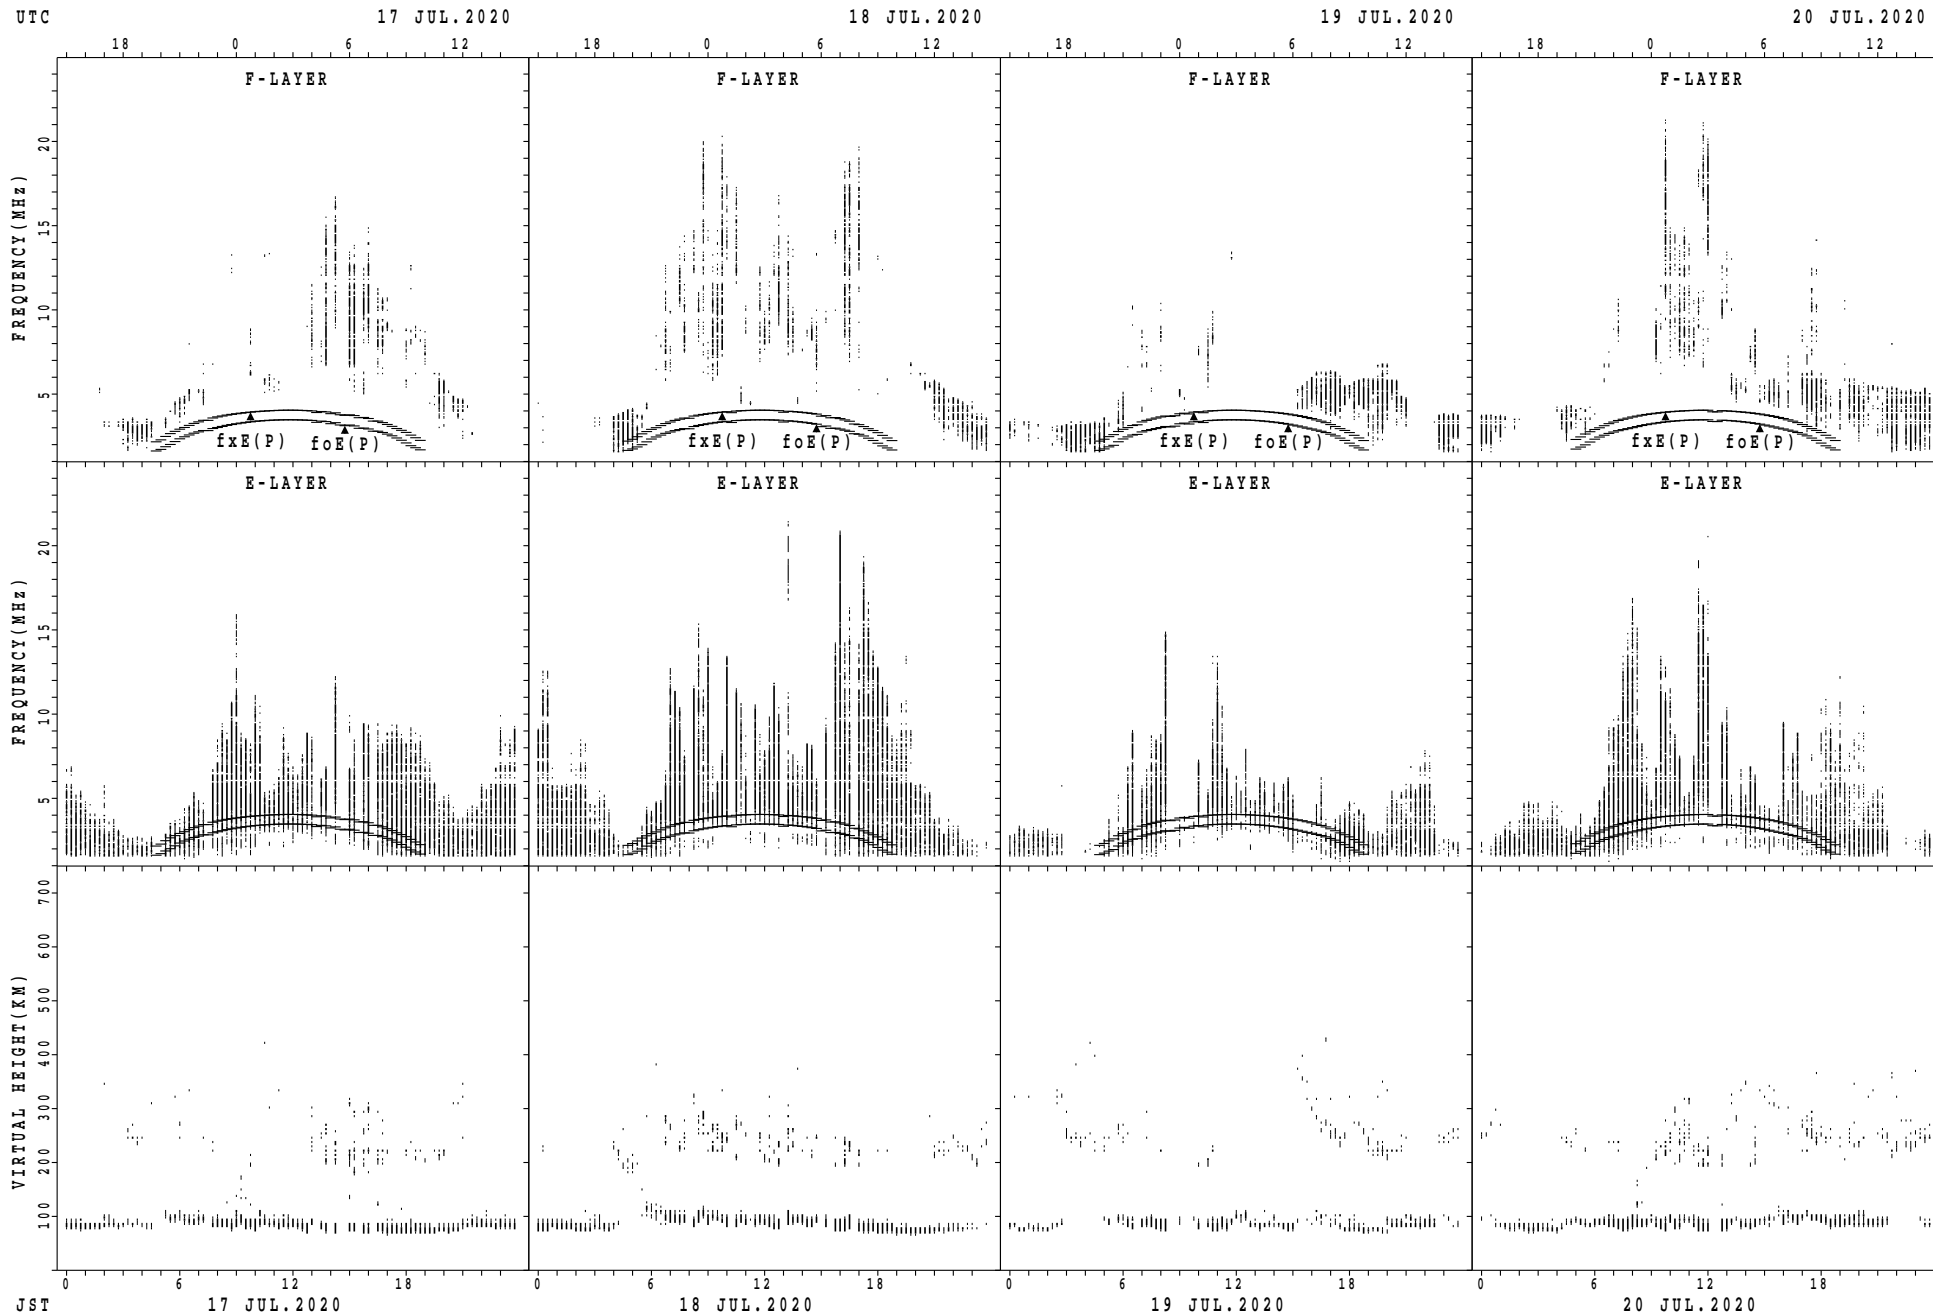 UTC 17 JUL.2020 18 JUL.2020 19 JUL.2020 20 JUL.2020
18 0 6 12 18 0 6 12 18 0 6 12 18 0 6 12
F-LAYER F-LAYER F-LAYER F-LAYER
FREQUENCY(MHz)
20
15
10
5
fxE(P) foE(P) fxE(P) foE(P) fxE(P) foE(P) fxE(P) foE(P)
E-LAYER E-LAYER E-LAYER E-LAYER
FREQUENCY(MHz)
20
15
10
5
VIRTUAL HEIGHT(KM)
700
600
500
400
300
200
100
0 6 12 18 0 6 12 18 0 6 12 18 0 6 12 18
JST 17 JUL.2020 18 JUL.2020 19 JUL.2020 20 JUL.2020